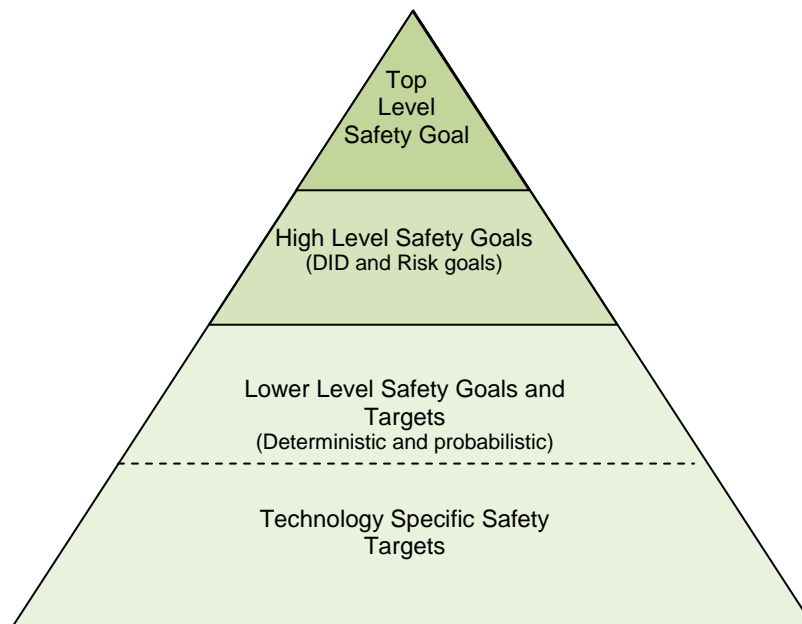 Top
Level
Safety Goal
High Level Safety Goals
(DID and Risk goals)
Lower Level Safety Goals and
Targets
(Deterministic and probabilistic)
Technology Specific Safety
Targets